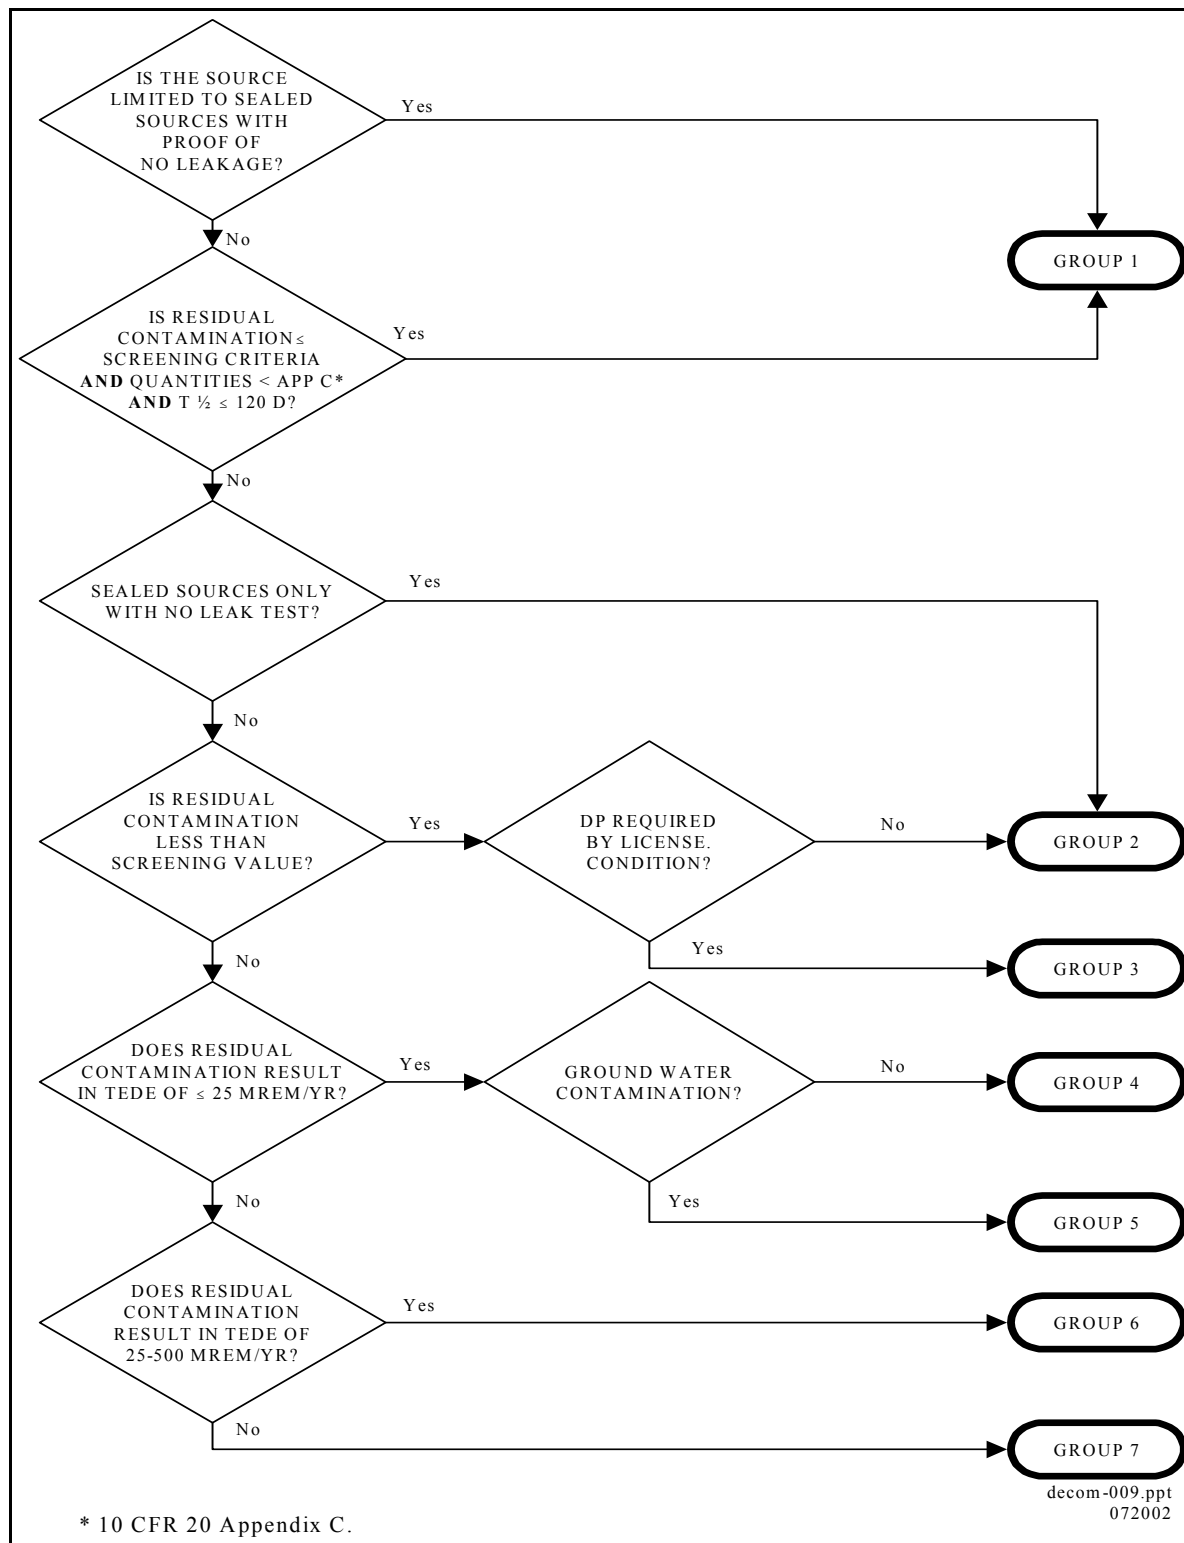 IS THE SOURCE
LIMITED TO SEALED
SOURCES WITH
PROOF OF
NO LEAKAGE?
Yes
No
GROUP 1
IS RESIDUAL
CONTAMINATION ≤
SCREENING CRITERIA
AND QUANTITIES < APP C*
AND T ½ ≤ 120 D?
Yes
No
SEALED SOURCES ONLY
WITH NO LEAK TEST?
Yes
No
IS RESIDUAL
CONTAMINATION
LESS THAN
SCREENING VALUE?
Yes
DP REQUIRED
BY LICENSE.
CONDITION?
No
GROUP 2
Yes
GROUP 3
No
DOES RESIDUAL
CONTAMINATION RESULT
IN TEDE OF ≤ 25 MREM/YR?
Yes
GROUND WATER
CONTAMINATION?
No
GROUP 4
Yes
GROUP 5
No
DOES RESIDUAL
CONTAMINATION
RESULT IN TEDE OF
25-500 MREM/YR?
Yes
GROUP 6
No
GROUP 7
decom-009.ppt
072002
* 10 CFR 20 Appendix C.